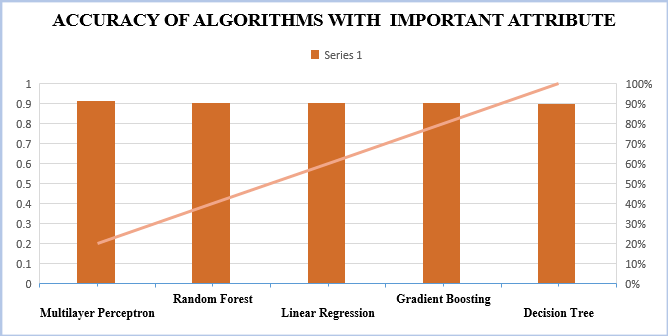 ACCURACY OF ALGORITHMS WITH IMPORTANT ATTRIBUTE
Series 1
1 100%
0.9 90%
0.8 80%
0.7 70%
0.6 60%
0.5 50%
0.4 40%
0.3 30%
0.2 20%
0.1 10%
0 0%
Random Forest Gradient Boosting
Multilayer Perceptron Linear Regression Decision Tree